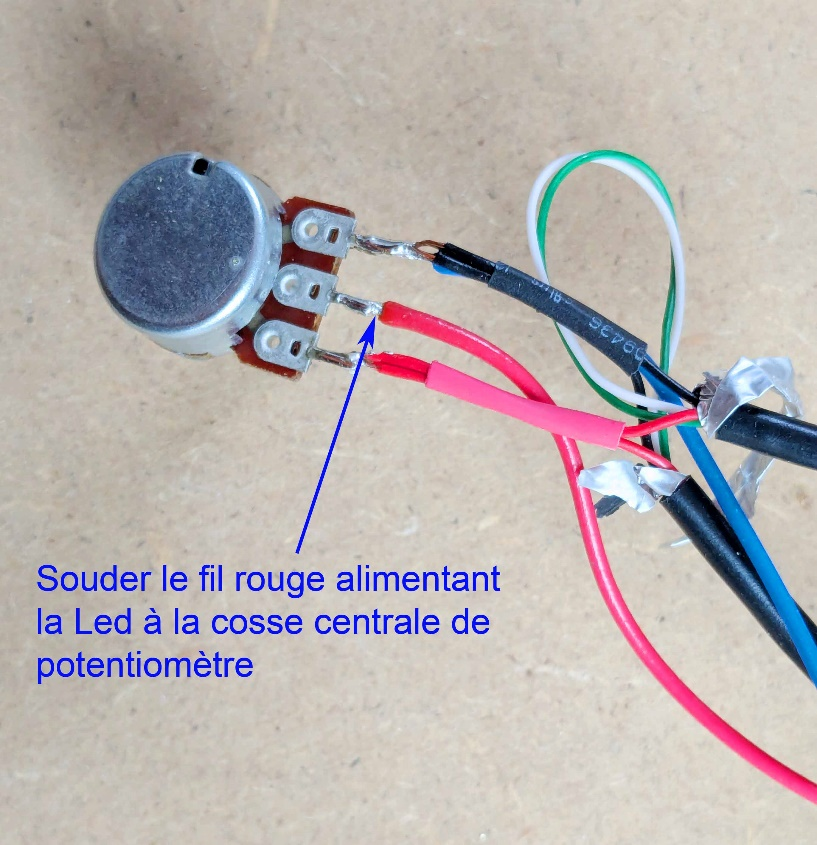 Souder le fil rouge alimentant
la Led à la cosse centrale de
potentiomètre